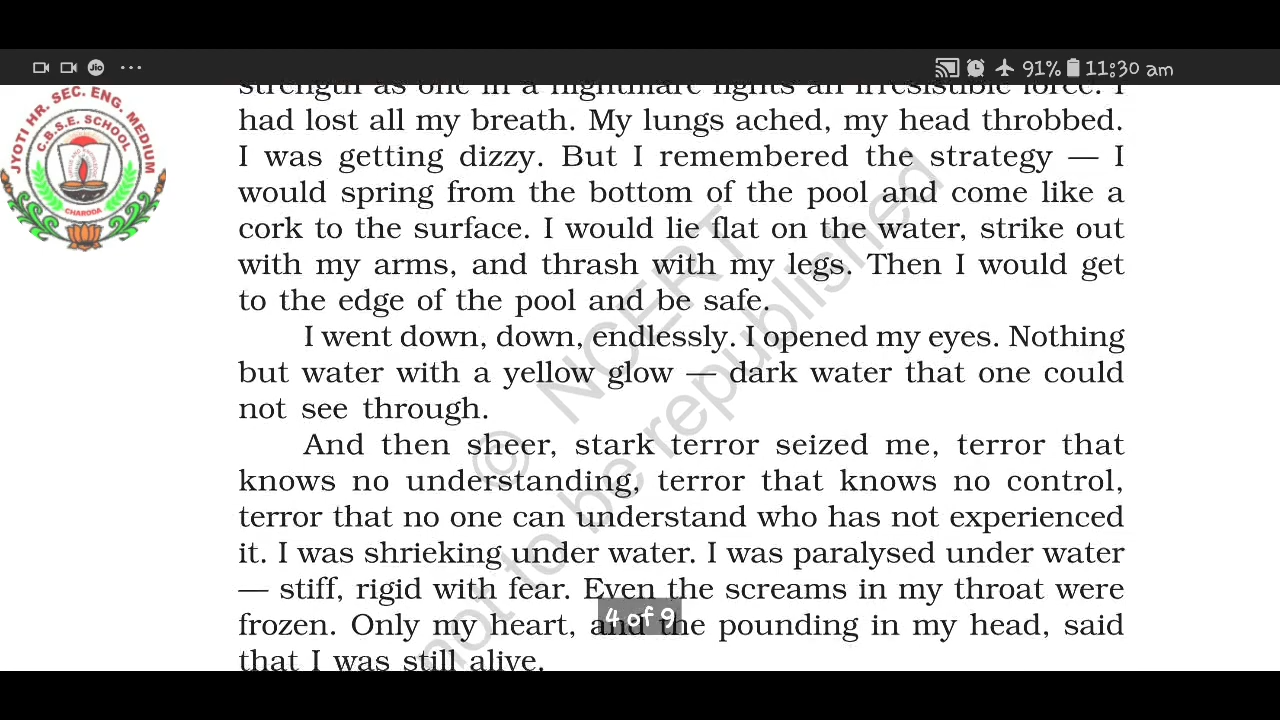 Jio
91% 11:30 am
JYOTI HR. SEC. ENG. MEDIUM
C.B.S.E. SCHOOL
CHARODA
strength as one in a nightmare fights an irresistible force. I
had lost all my breath. My lungs ached, my head throbbed.
I was getting dizzy. But I remembered the strategy — I
would spring from the bottom of the pool and come like a
cork to the surface. I would lie flat on the water, strike out
with my arms, and thrash with my legs. Then I would get
to the edge of the pool and be safe.
I went down, down, endlessly. I opened my eyes. Nothing
but water with a yellow glow — dark water that one could
not see through.
And then sheer, stark terror seized me, terror that
knows no understanding, terror that knows no control,
terror that no one can understand who has not experienced
it. I was shrieking under water. I was paralysed under water
— stiff, rigid with fear. Even the screams in my throat were
frozen. Only my heart, and the pounding in my head, said
that I was still alive.
4 of 9
© NCERT
not to be republished